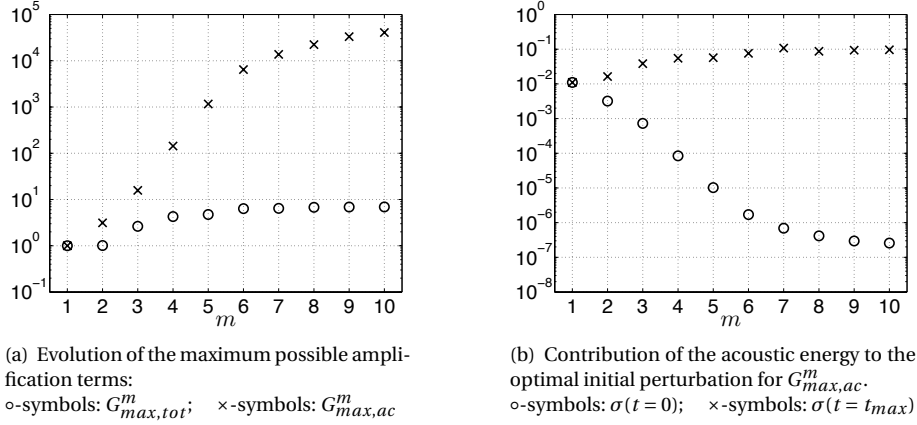 10^5
10^4
10^3
10^2
10^1
10^0
10^-1
1 2 3 4 5 6 7 8 9 10
m
(a) Evolution of the maximum possible ampli-
fication terms:
○-symbols: G^m_{max,tot}; ×-symbols: G^m_{max,ac}
10^0
10^-1
10^-2
10^-3
10^-4
10^-5
10^-6
10^-7
10^-8
1 2 3 4 5 6 7 8 9 10
m
(b) Contribution of the acoustic energy to the
optimal initial perturbation for G^m_{max,ac}.
○-symbols: σ(t = 0); ×-symbols: σ(t = t_{max})